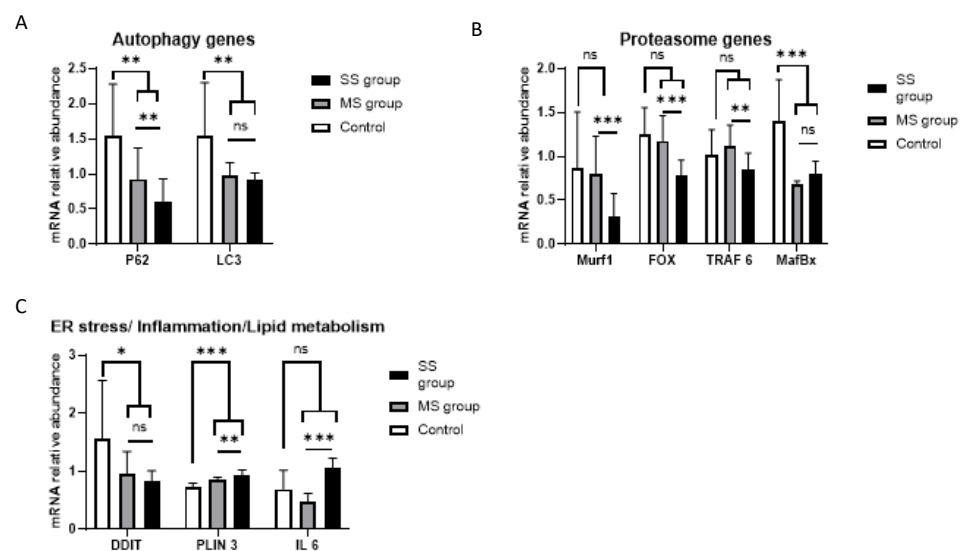 A
Autophagy genes
mRNA relative abundance
2.5
2.0
1.5
1.0
0.5
0.0
**
**
**
ns
P62
LC3
SS group
MS group
Control
B
Proteasome genes
mRNA relative abundance
2.0
1.5
1.0
0.5
0.0
ns
ns
ns
***
***
***
**
ns
Murf1
FOX
TRAF 6
MafBx
SS
group
MS group
Control
C
ER stress/ Inflammation/Lipid metabolism
mRNA relative abundance
3
2
1
0
*
***
ns
ns
**
***
DDIT
PLIN 3
IL 6
SS
group
MS group
Control